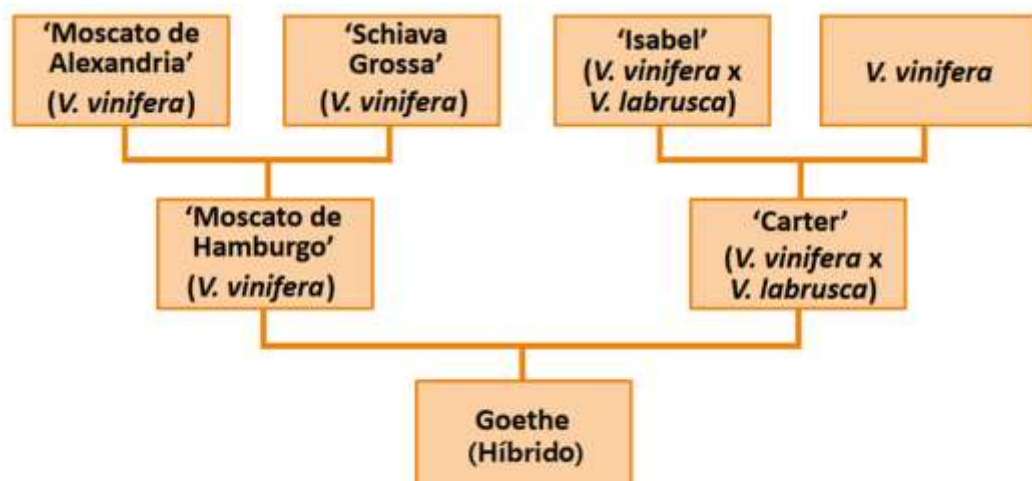 ‘Moscato de
Alexandria’
(V. vinifera)
‘Schiava
Grossa’
(V. vinifera)
‘Isabel’
(V. vinifera x
V. labrusca)
V. vinifera
‘Moscato de
Hamburgo’
(V. vinifera)
‘Carter’
(V. vinifera x
V. labrusca)
Goethe
(Híbrido)